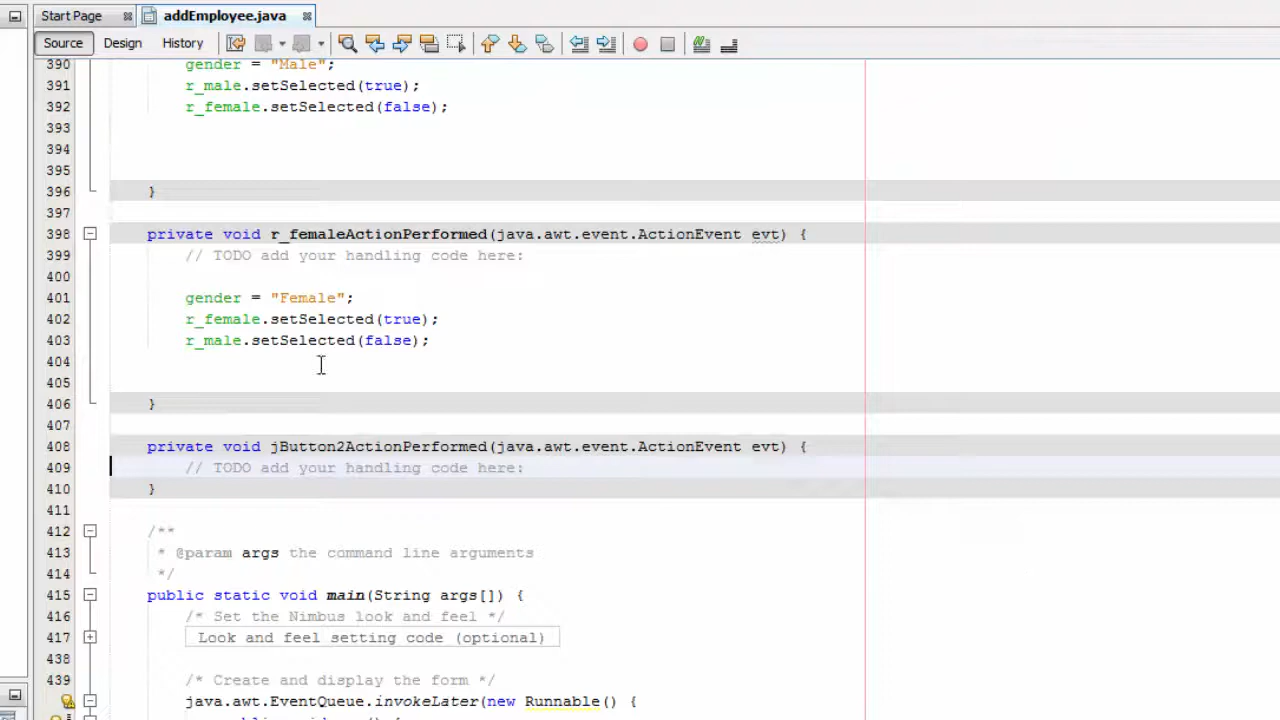 Start Page addEmployee.java
Source Design History
390 gender = "Male";
391 r_male.setSelected(true);
392 r_female.setSelected(false);
393
394
395
396 }
397
398 private void r_femaleActionPerformed(java.awt.event.ActionEvent evt) {
399 // TODO add your handling code here:
400
401 gender = "Female";
402 r_female.setSelected(true);
403 r_male.setSelected(false);
404
405
406 }
407
408 private void jButton2ActionPerformed(java.awt.event.ActionEvent evt) {
409 // TODO add your handling code here:
410 }
411
412 /**
413 * @param args the command line arguments
414 */
415 public static void main(String args[]) {
416 /* Set the Nimbus look and feel */
417 Look and feel setting code (optional)
438
439 /* Create and display the form */
java.awt.EventQueue.invokeLater(new Runnable() {